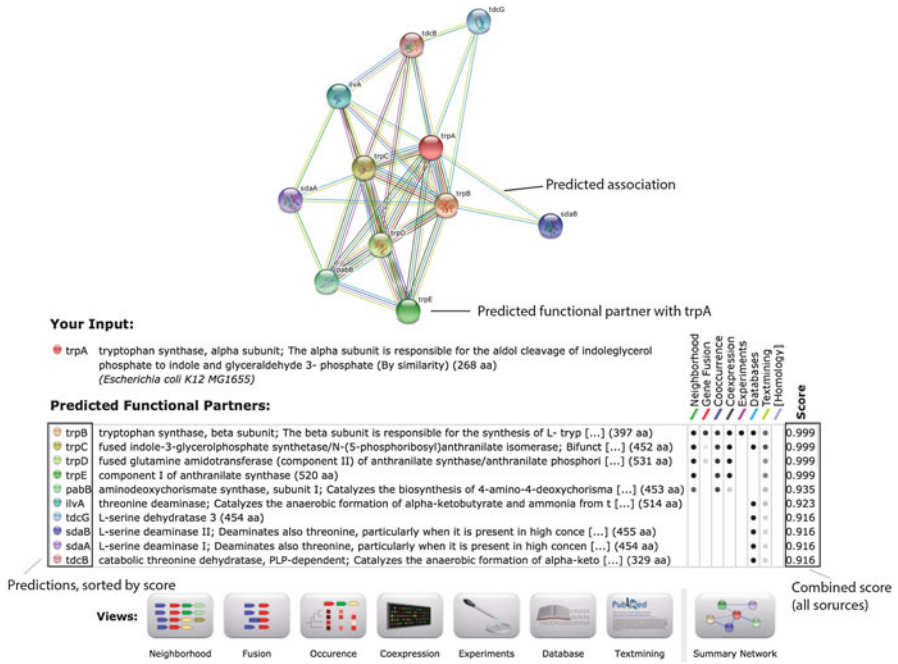 tdcG
tdcB
ilvA
trpA
trpC
Predicted association
sdaA
trpB
sdaB
trpD
pabB
trpE
Predicted functional partner with trpA
Your Input:
trpA tryptophan synthase, alpha subunit; The alpha subunit is responsible for the aldol cleavage of indoleglycerol
phosphate to indole and glyceraldehyde 3- phosphate (By similarity) (268 aa)
(Escherichia coli K12 MG1655)
Neighborhood
Gene Fusion
Cooccurrence
Coexpression
Experiments
Databases
Textmining
[Homology]
Score
Predicted Functional Partners:
trpB tryptophan synthase, beta subunit; The beta subunit is responsible for the synthesis of L- tryp [...] (397 aa) 0.999
trpC fused indole-3-glycerolphosphate synthetase/N-(5-phosphoribosyl)anthranilate isomerase; Bifunct [...] (452 aa) 0.999
trpD fused glutamine amidotransferase (component II) of anthranilate synthase/anthranilate phosphori [...] (531 aa) 0.999
trpE component I of anthranilate synthase (520 aa) 0.999
pabB aminodeoxychorismate synthase, subunit I; Catalyzes the biosynthesis of 4-amino-4-deoxychorisma [...] (453 aa) 0.935
ilvA threonine deaminase; Catalyzes the anaerobic formation of alpha-ketobutyrate and ammonia from t [...] (514 aa) 0.923
tdcG L-serine dehydratase 3 (454 aa) 0.916
sdaB L-serine deaminase II; Deaminates also threonine, particularly when it is present in high conce [...] (455 aa) 0.916
sdaA L-serine deaminase I; Deaminates also threonine, particularly when it is present in high concen [...] (454 aa) 0.916
tdcB catabolic threonine dehydratase, PLP-dependent; Catalyzes the anaerobic formation of alpha-keto [...] (329 aa) 0.916
Predictions, sorted by score
Combined score
(all sorurces)
Views:
PubMed
Neighborhood Fusion Occurence Coexpression Experiments Database Textmining Summary Network